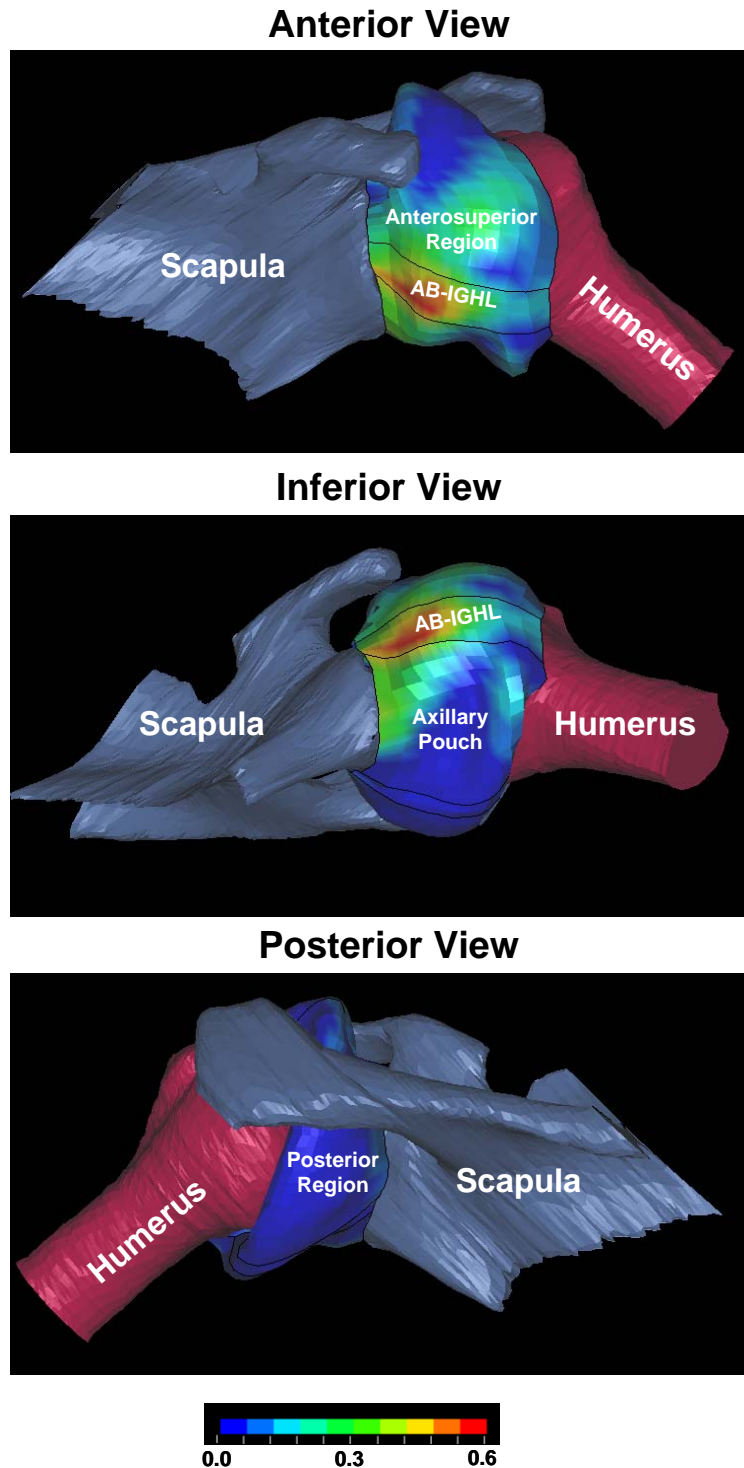 Anterior View
Anterosuperior
Region
Scapula
AB-IGHL
Humerus
Inferior View
AB-IGHL
Scapula
Axillary
Pouch
Humerus
Posterior View
Posterior
Region
Scapula
Humerus
0.0 0.3 0.6